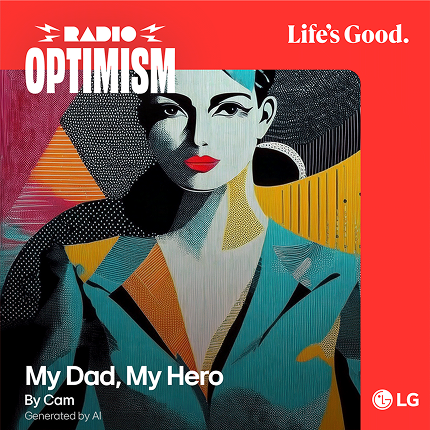 RADIO
OPTIMISM
Life's Good.
My Dad, My Hero
By Cam
Generated by AI
LG